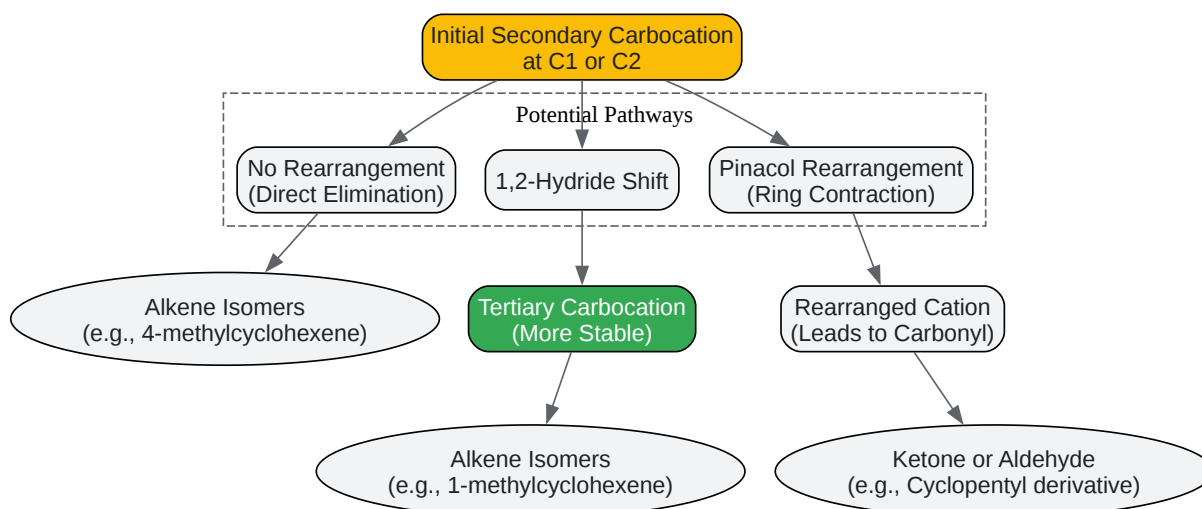 Initial Secondary Carbocation
at C1 or C2
Potential Pathways
No Rearrangement
(Direct Elimination)
1,2-Hydride Shift
Pinacol Rearrangement
(Ring Contraction)
Alkene Isomers
(e.g., 4-methylcyclohexene)
Tertiary Carbocation
(More Stable)
Rearranged Cation
(Leads to Carbonyl)
Alkene Isomers
(e.g., 1-methylcyclohexene)
Ketone or Aldehyde
(e.g., Cyclopentyl derivative)